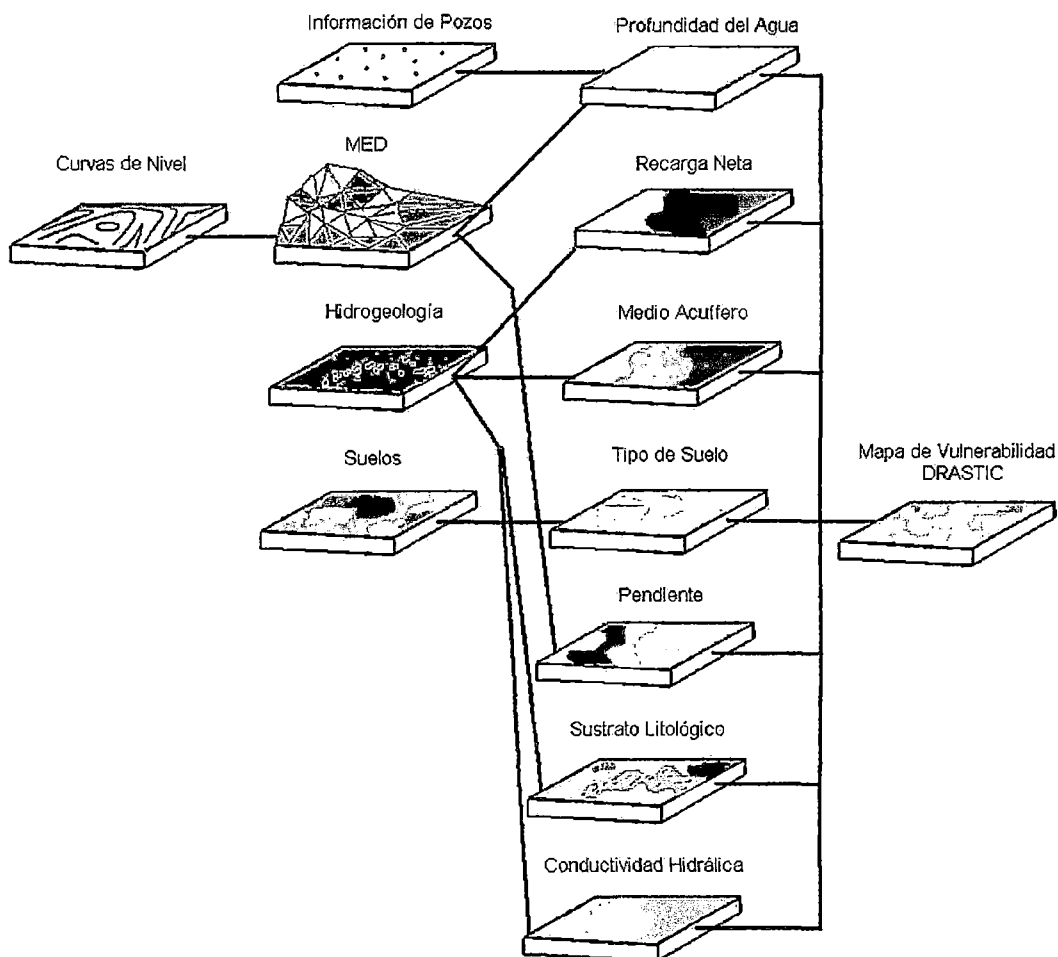 Información de Pozos
Profundidad del Agua
Curvas de Nivel
MED
Recarga Neta
Hidrogeología
Medio Acuífero
Suelos
Tipo de Suelo
Mapa de Vulnerabilidad
DRASTIC
Pendiente
Sustrato Litológico
Conductividad Hidrálica